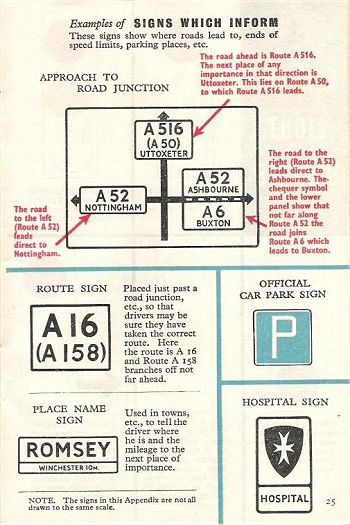 Examples of SIGNS WHICH INFORM
These signs show where roads lead to, ends of
speed limits, parking places, etc.
APPROACH TO
ROAD JUNCTION
The road ahead is Route A 516.
The next place of any
importance in that direction is
Uttoxeter. This lies on Route A 50,
to which Route A 516 leads.
A 516
(A 50)
UTTOXETER
A 52
ASHBOURNE
A 6
BUXTON
A 52
NOTTINGHAM
The road
to the left
(Route A 52)
leads
direct to
Nottingham.
The road to the
right (Route A 52)
leads direct to
Ashbourne. The
chequer symbol
and the lower
panel show that
not far along
Route A 52 the
road joins
Route A 6 which
leads to Buxton.
ROUTE SIGN
A 16
(A 158)
Placed just past a
road junction,
etc., so that
drivers may be
sure they have
taken the correct
route. Here
the route is A 16
and Route A 158
branches off not
far ahead.
OFFICIAL
CAR PARK SIGN
P
PLACE NAME
SIGN
ROMSEY
WINCHESTER 10M.
Used in towns,
etc., to tell the
driver where
he is and the
mileage to the
next place of
importance.
HOSPITAL SIGN
HOSPITAL
NOTE. The signs in this Appendix are not all
drawn to the same scale.
25